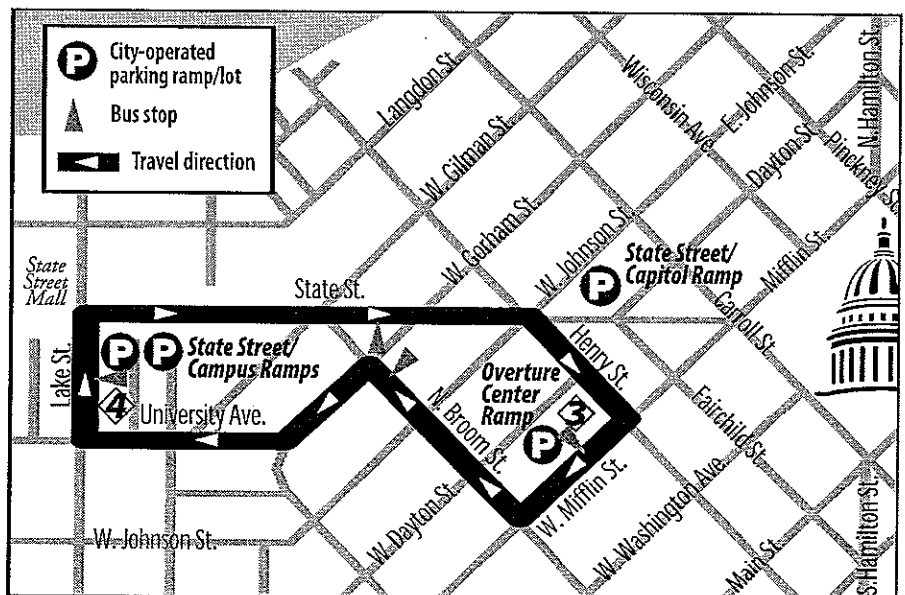 P
City-operated
parking ramp/lot
Bus stop
Travel direction
Langdon St.
Wisconsin Ave.
E. Johnson St.
N. Hamilton St.
W. Gilman St.
Dayton St.
Pinckney St.
W. Gorham St.
W. Johnson St.
State Street/
Capitol Ramp
P
Mifflin St.
State
Street
Mall
State St.
Carroll St.
Henry St.
P P
State Street/
Campus Ramps
Lake St.
Overture
Center
Ramp
4
University Ave.
N. Broom St.
3
P
Fairchild St.
W. Mifflin St.
W. Dayton St.
W. Washington Ave.
W. Johnson St.
Main St.
S. Hamilton St.